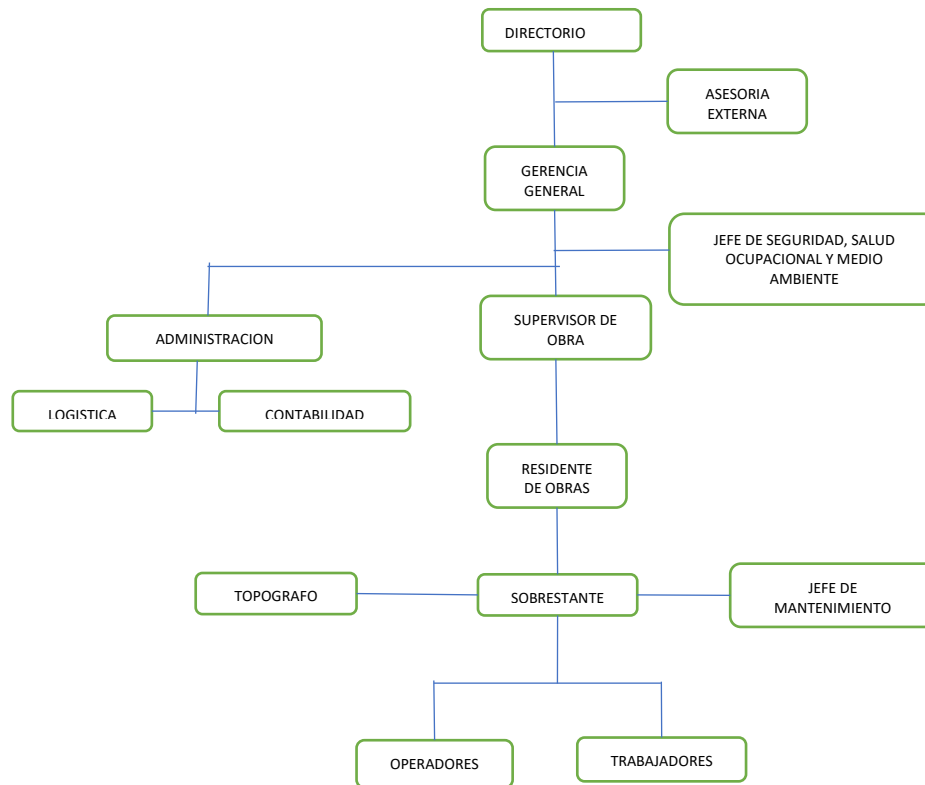 DIRECTORIO
ASESORIA
EXTERNA
GERENCIA
GENERAL
JEFE DE SEGURIDAD, SALUD
OCUPACIONAL Y MEDIO
AMBIENTE
ADMINISTRACION
SUPERVISOR DE
OBRA
LOGISTICA
CONTABILIDAD
RESIDENTE
DE OBRAS
TOPOGRAFO
SOBRESTANTE
JEFE DE
MANTENIMIENTO
OPERADORES
TRABAJADORES